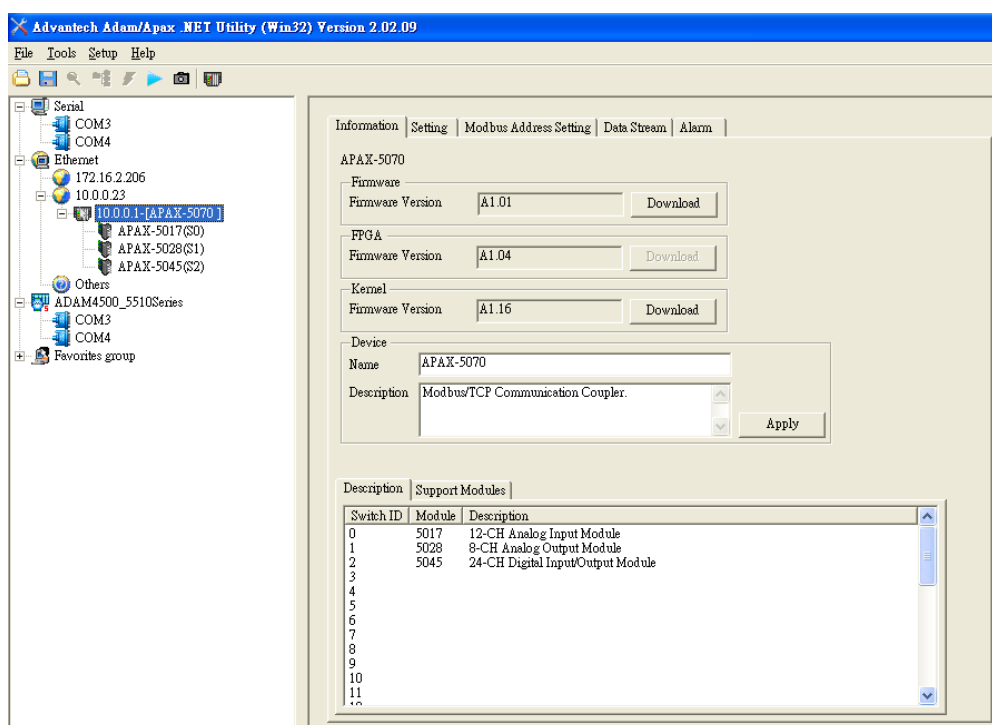 Advantech Adam/Apax .NET Utility (Win32) Version 2.02.09
File Tools Setup Help
Serial
COM3
COM4
Ethernet
172.16.2.206
10.0.0.23
10.0.0.1-[APAX-5070 ]
APAX-5017(S0)
APAX-5028(S1)
APAX-5045(S2)
Others
ADAM4500_5510Series
COM3
COM4
Favorites group
Information Setting Modbus Address Setting Data Stream Alarm
APAX-5070
Firmware
Firmware Version A1.01 Download
FPGA
Firmware Version A1.04 Download
Kernel
Firmware Version A1.16 Download
Device
Name APAX-5070
Description Modbus/TCP Communication Coupler.
Apply
Description Support Modules
Switch ID Module Description
0 5017 12-CH Analog Input Module
1 5028 8-CH Analog Output Module
2 5045 24-CH Digital Input/Output Module
3
4
5
6
7
8
9
10
11